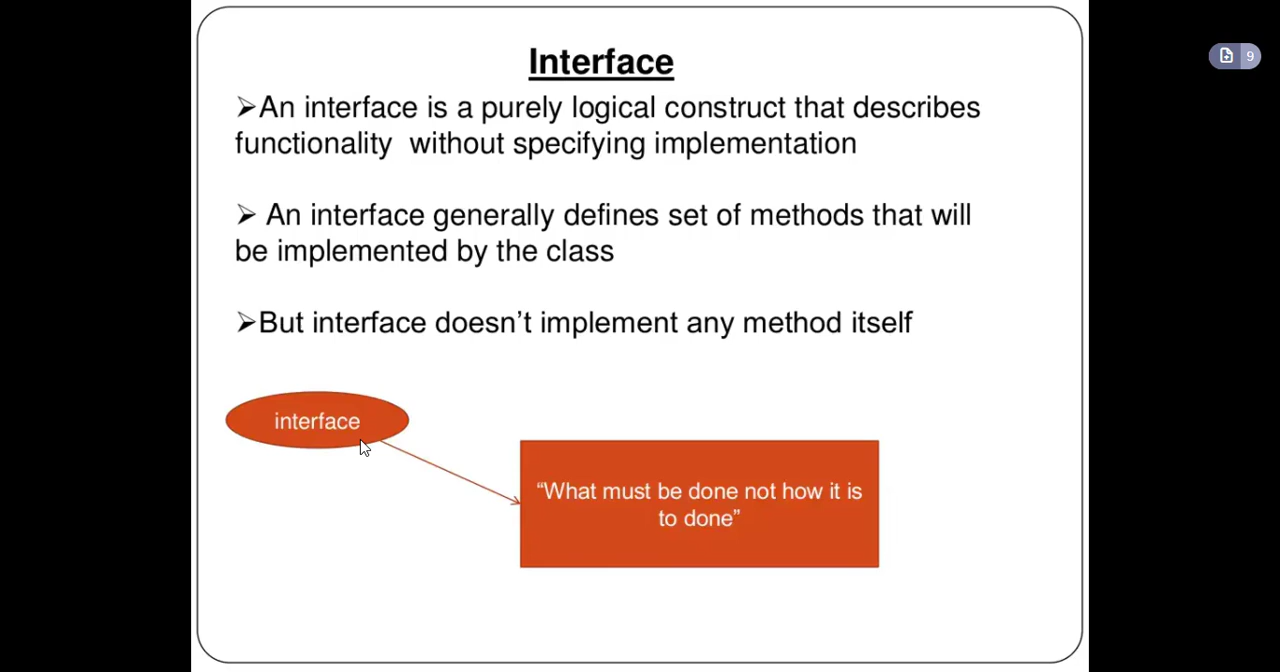 Interface
➢An interface is a purely logical construct that describes
functionality  without specifying implementation
➢ An interface generally defines set of methods that will
be implemented by the class
➢But interface doesn’t implement any method itself
interface
“What must be done not how it is
to done”
9